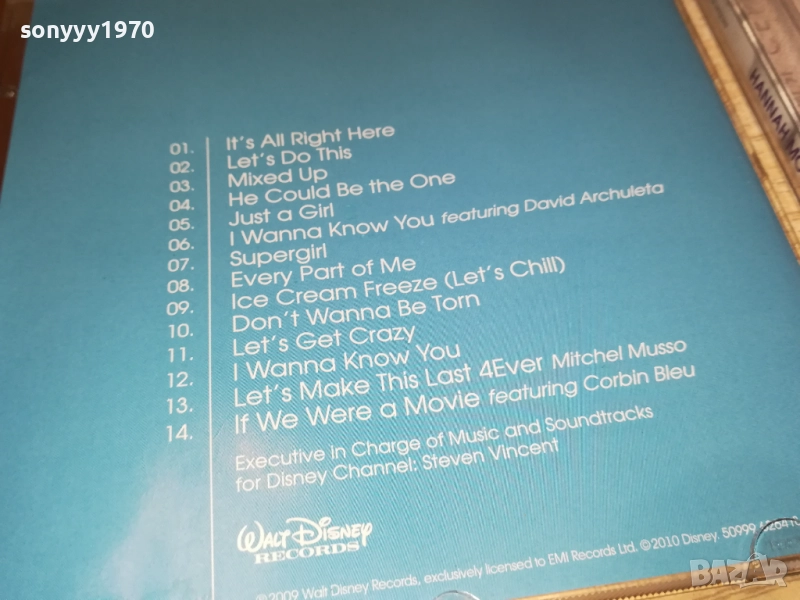 sonyyy1970
01. It's All Right Here
02. Let's Do This
03. Mixed Up
04. He Could Be the One
05. Just a Girl
06. I Wanna Know You featuring David Archuleta
07. Supergirl
08. Every Part of Me
09. Ice Cream Freeze (Let's Chill)
10. Don't Wanna Be Torn
11. Let's Get Crazy
12. I Wanna Know You
13. Let's Make This Last 4Ever Mitchel Musso
14. If We Were a Movie featuring Corbin Bleu
Executive in Charge of Music and Soundtracks
for Disney Channel: Steven Vincent
WALT DISNEY
RECORDS
©2009 Walt Disney Records, exclusively licensed to EMI Records Ltd. ©2010 Disney. 50999
HANNAH
BAZAR